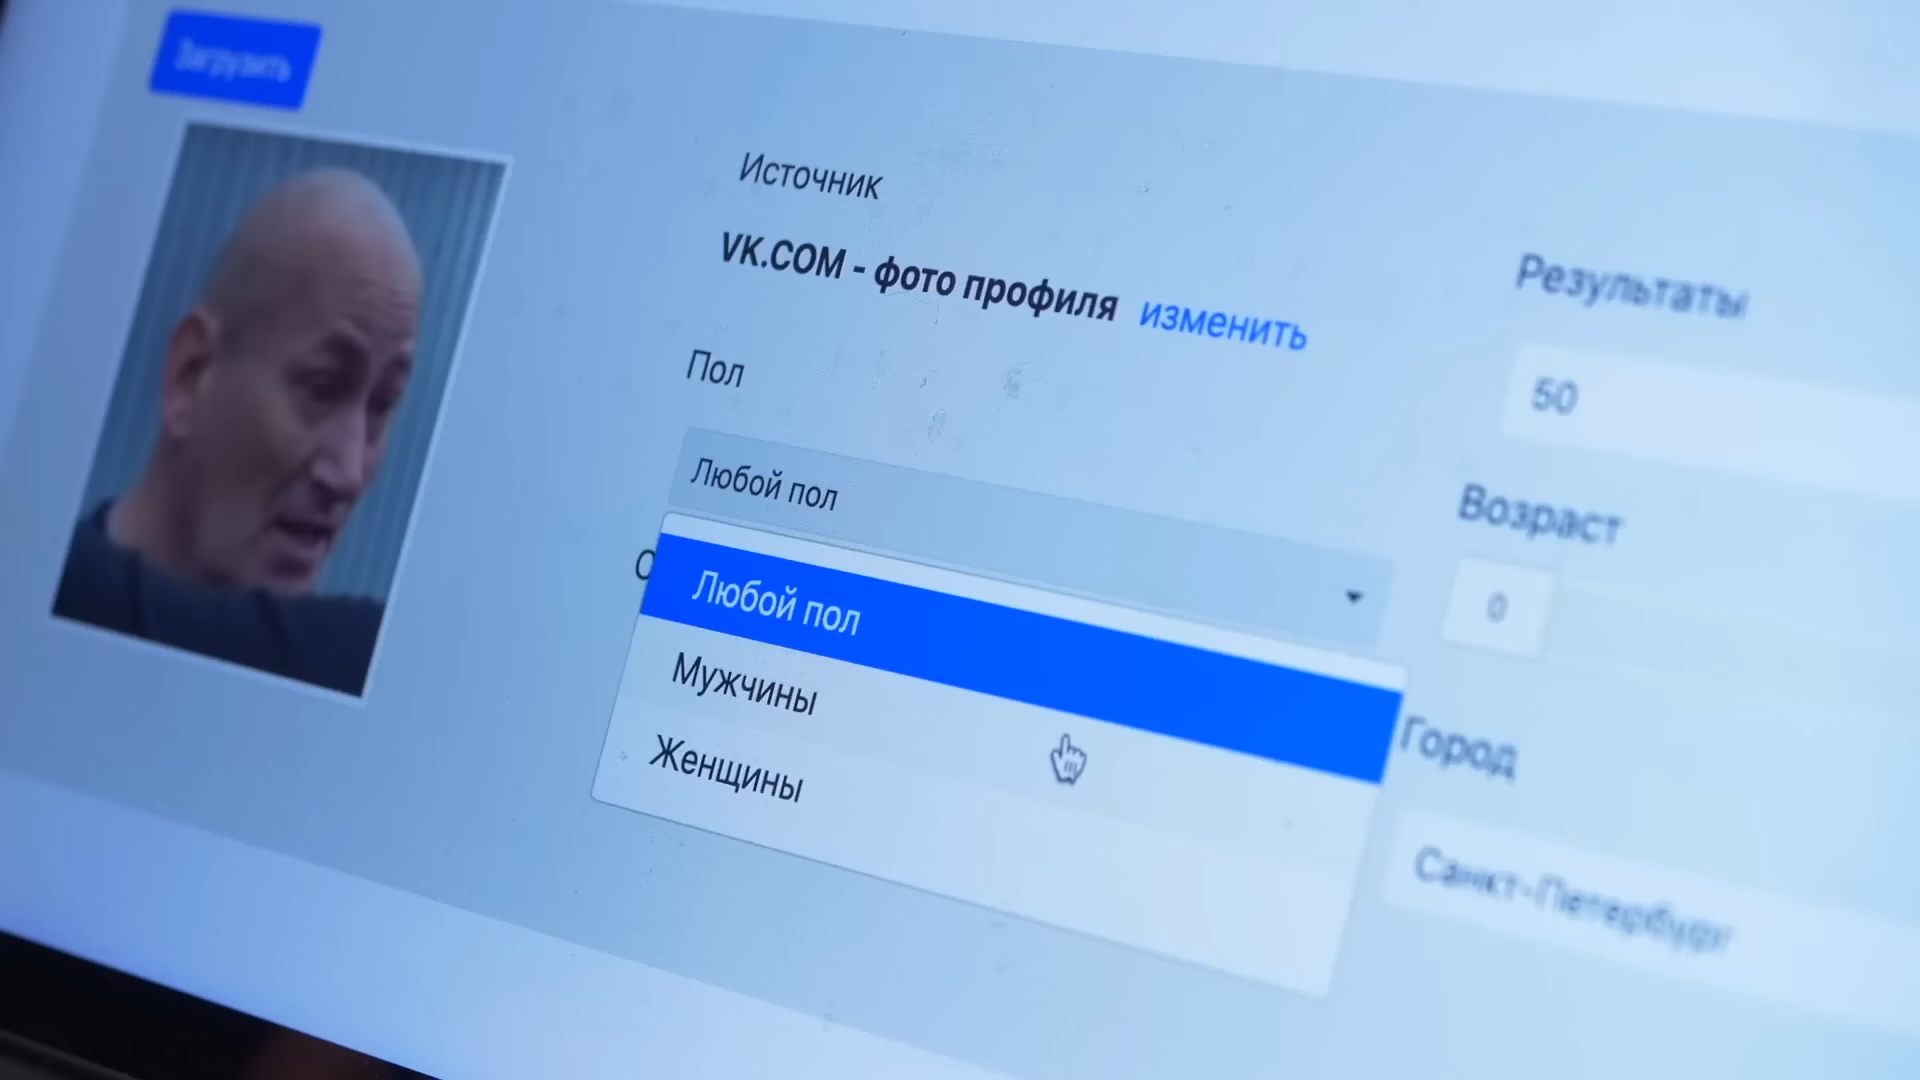 Загрузить
Источник
VK.COM - фото профиля изменить
Пол
Любой пол
Любой пол
Мужчины
Женщины
Результаты
50
Возраст
0
Город
Санкт-Петербург